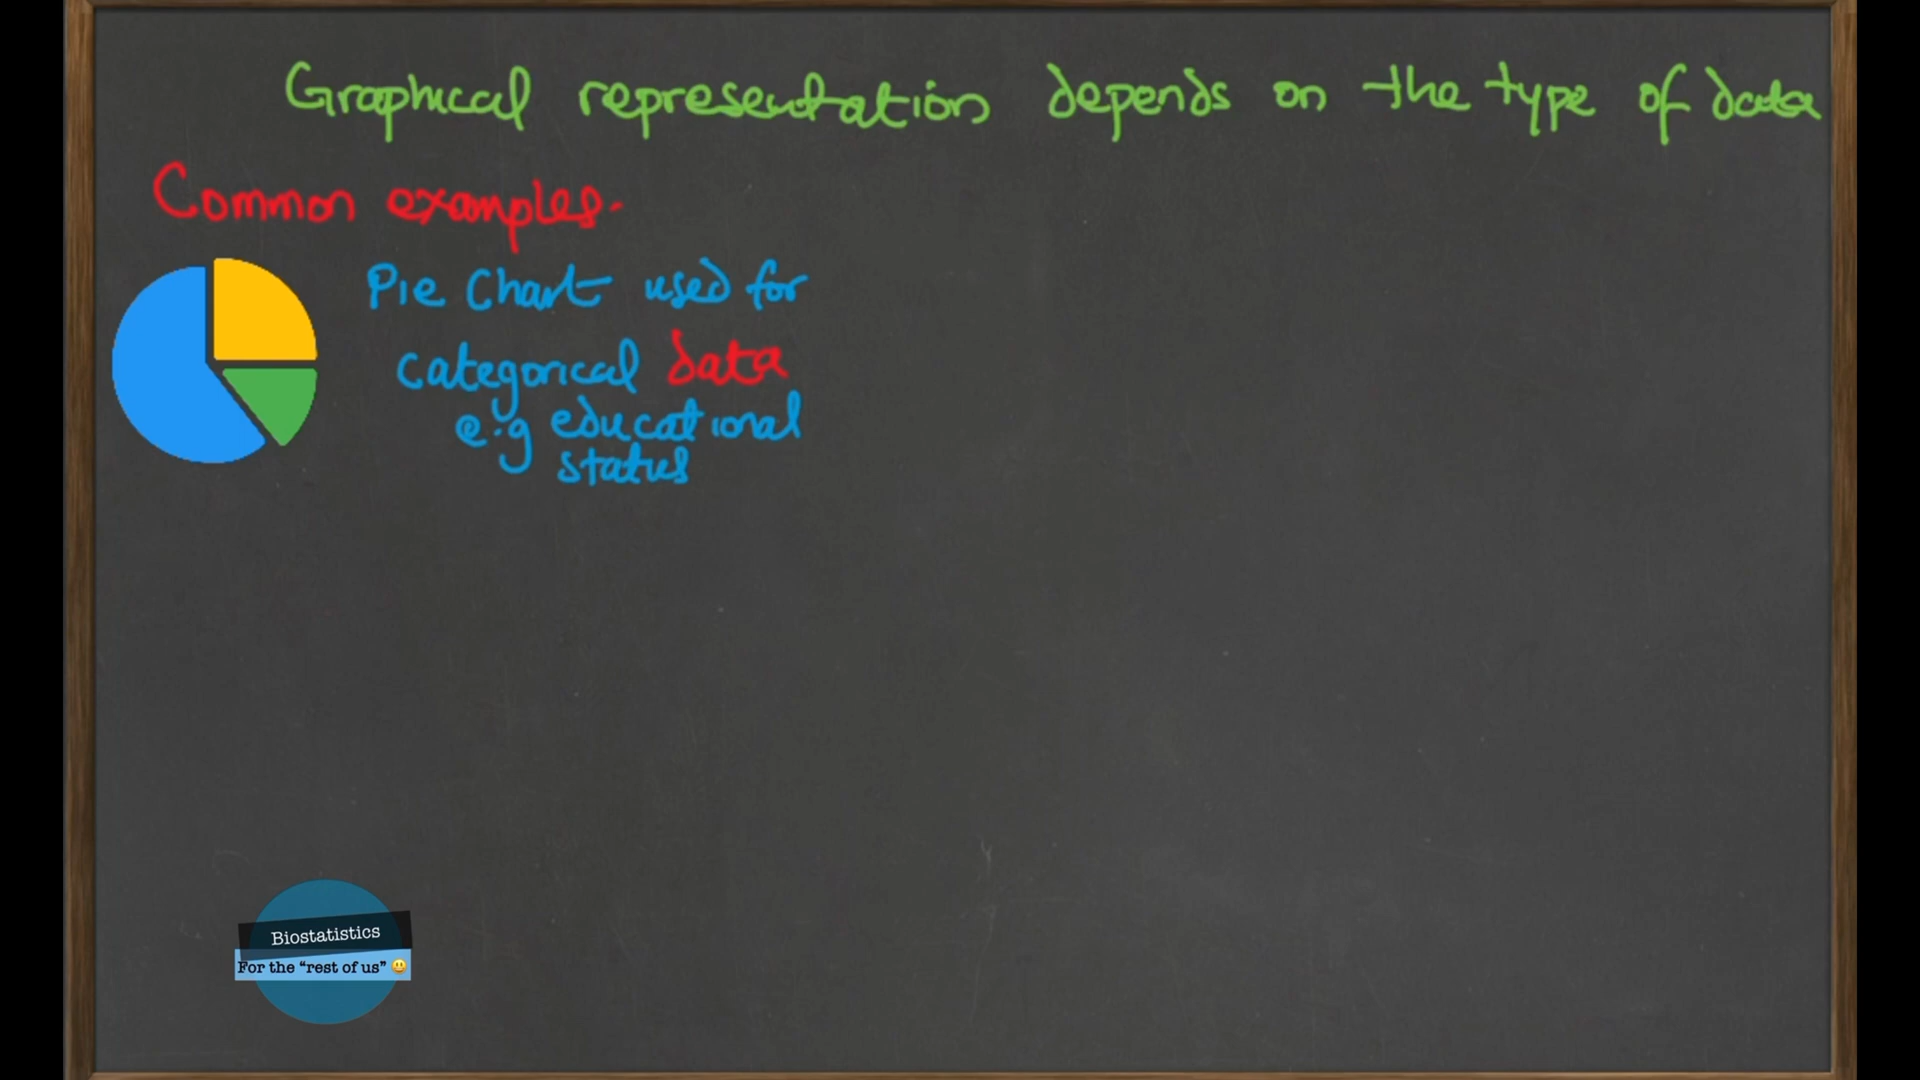 Graphical representation depends on the type of data
Common examples.
Pie Chart used for
categorical data
e.g educational
status
Biostatistics
For the “rest of us” 😃